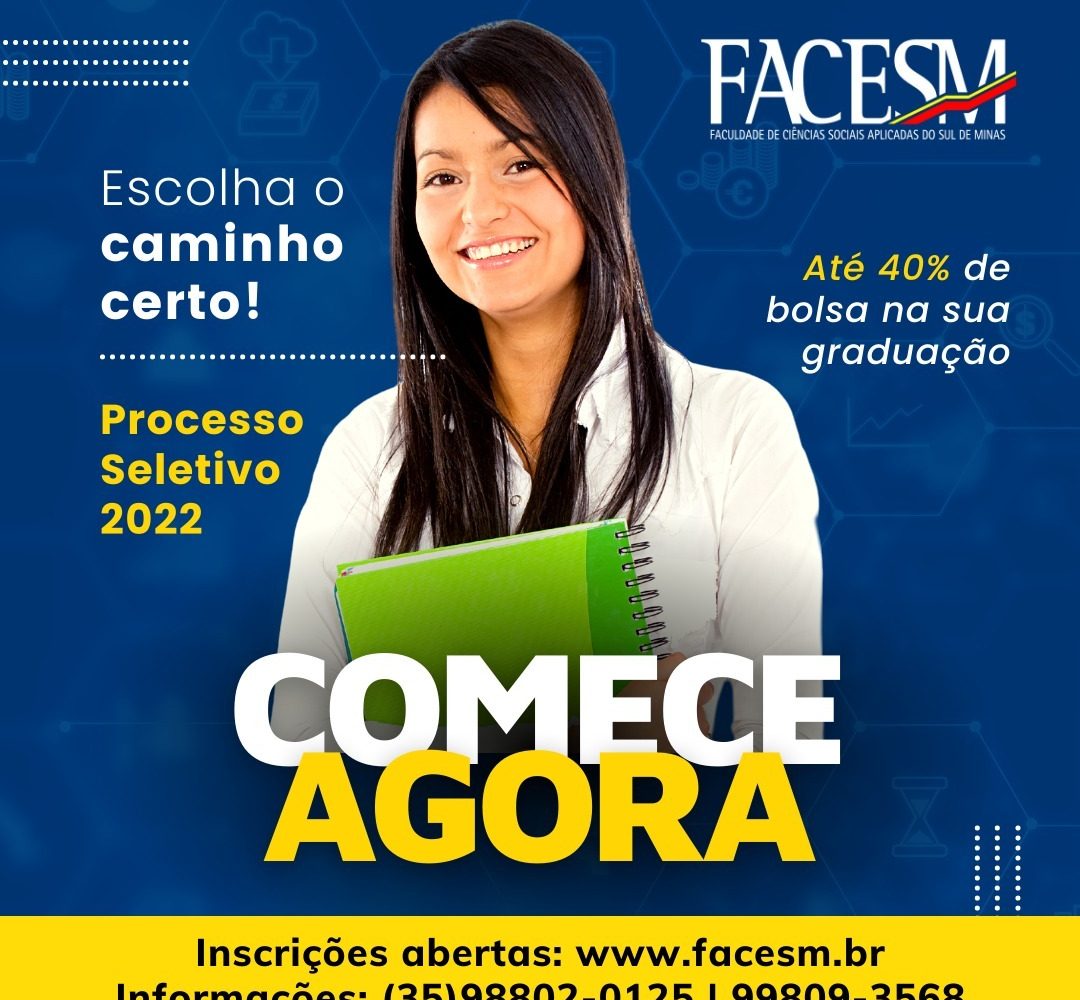 FACESM
FACULDADE DE CIÊNCIAS SOCIAIS APLICADAS DO SUL DE MINAS
Escolha o
caminho
certo!
Até 40% de
bolsa na sua
graduação
Processo
Seletivo
2022
COMECE
AGORA
Inscrições abertas: www.facesm.br
Informações: (35)98802-0125 | 99809-3568